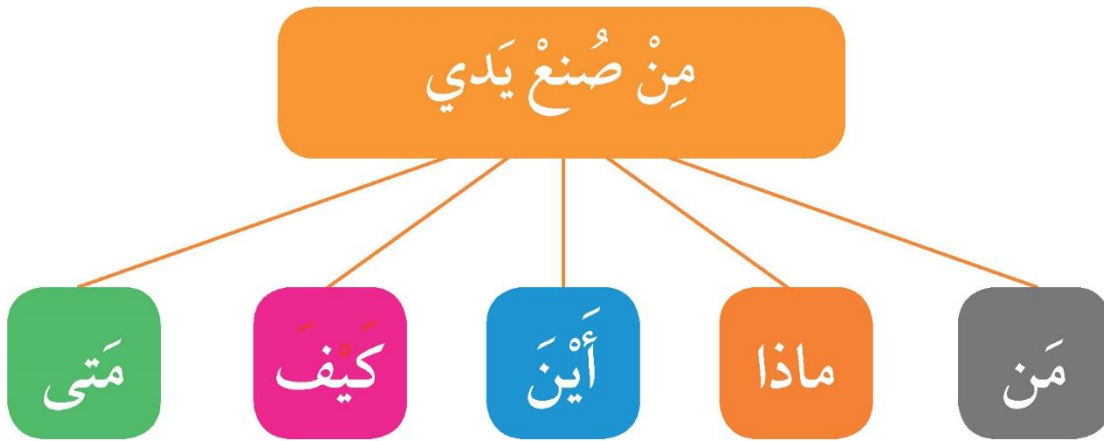 مِنْ صُنعْ يَدي
مَن
ماذا
أَيْنَ
كَيْفَ
مَتى